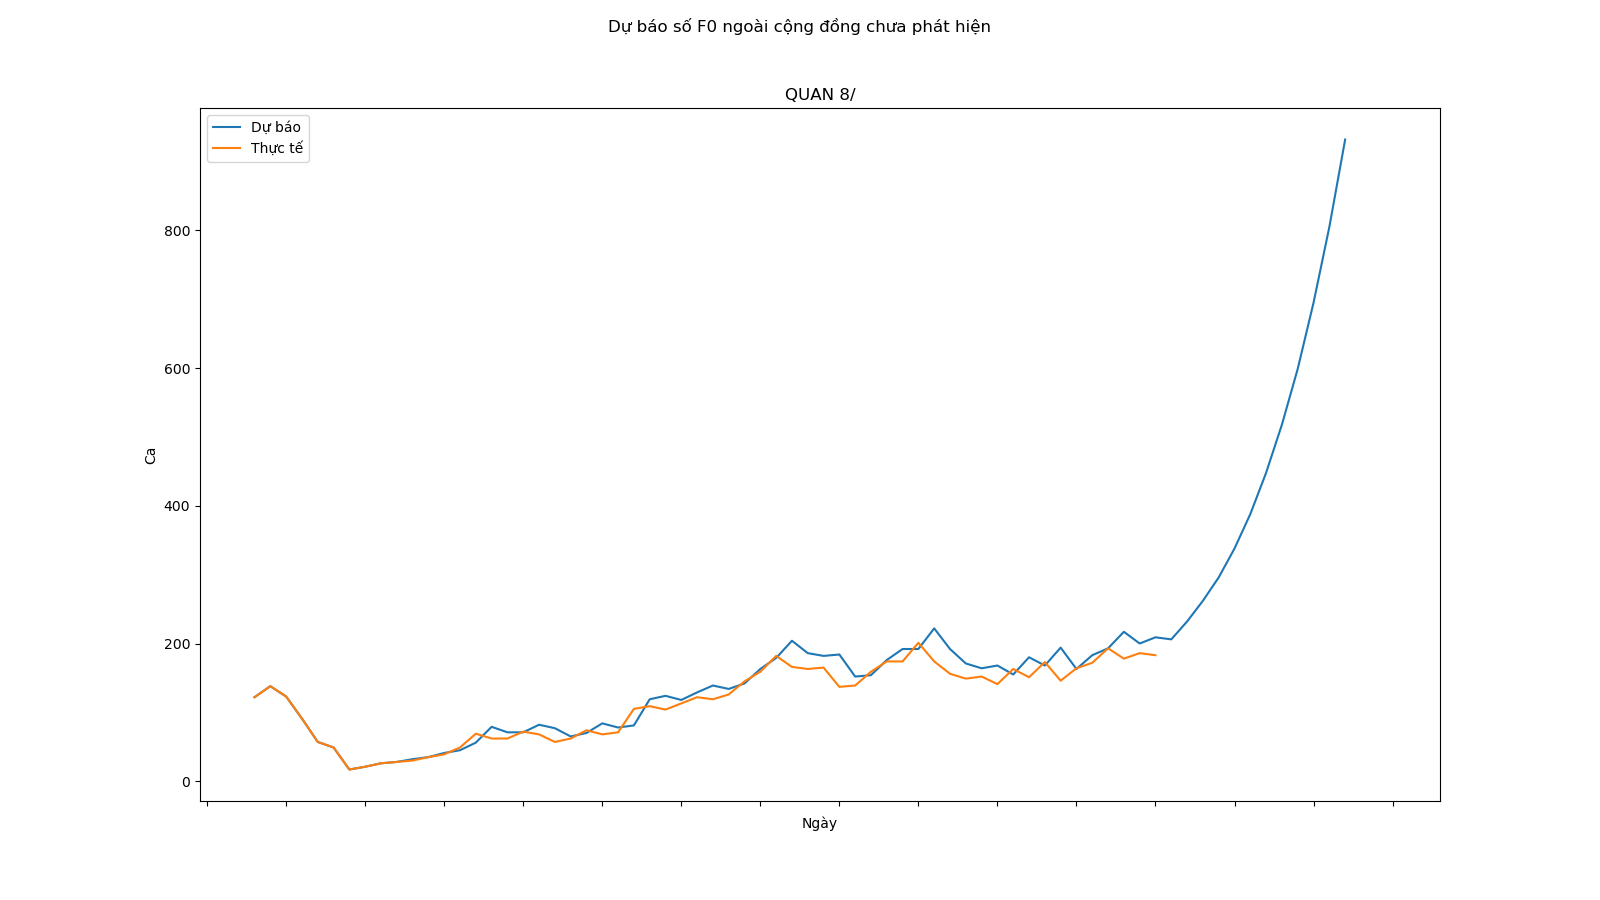 Dự báo số F0 ngoài cộng đồng chưa phát hiện
QUAN 8/
Dự báo
Thực tế
800
600
400
200
0
Ca
Ngày